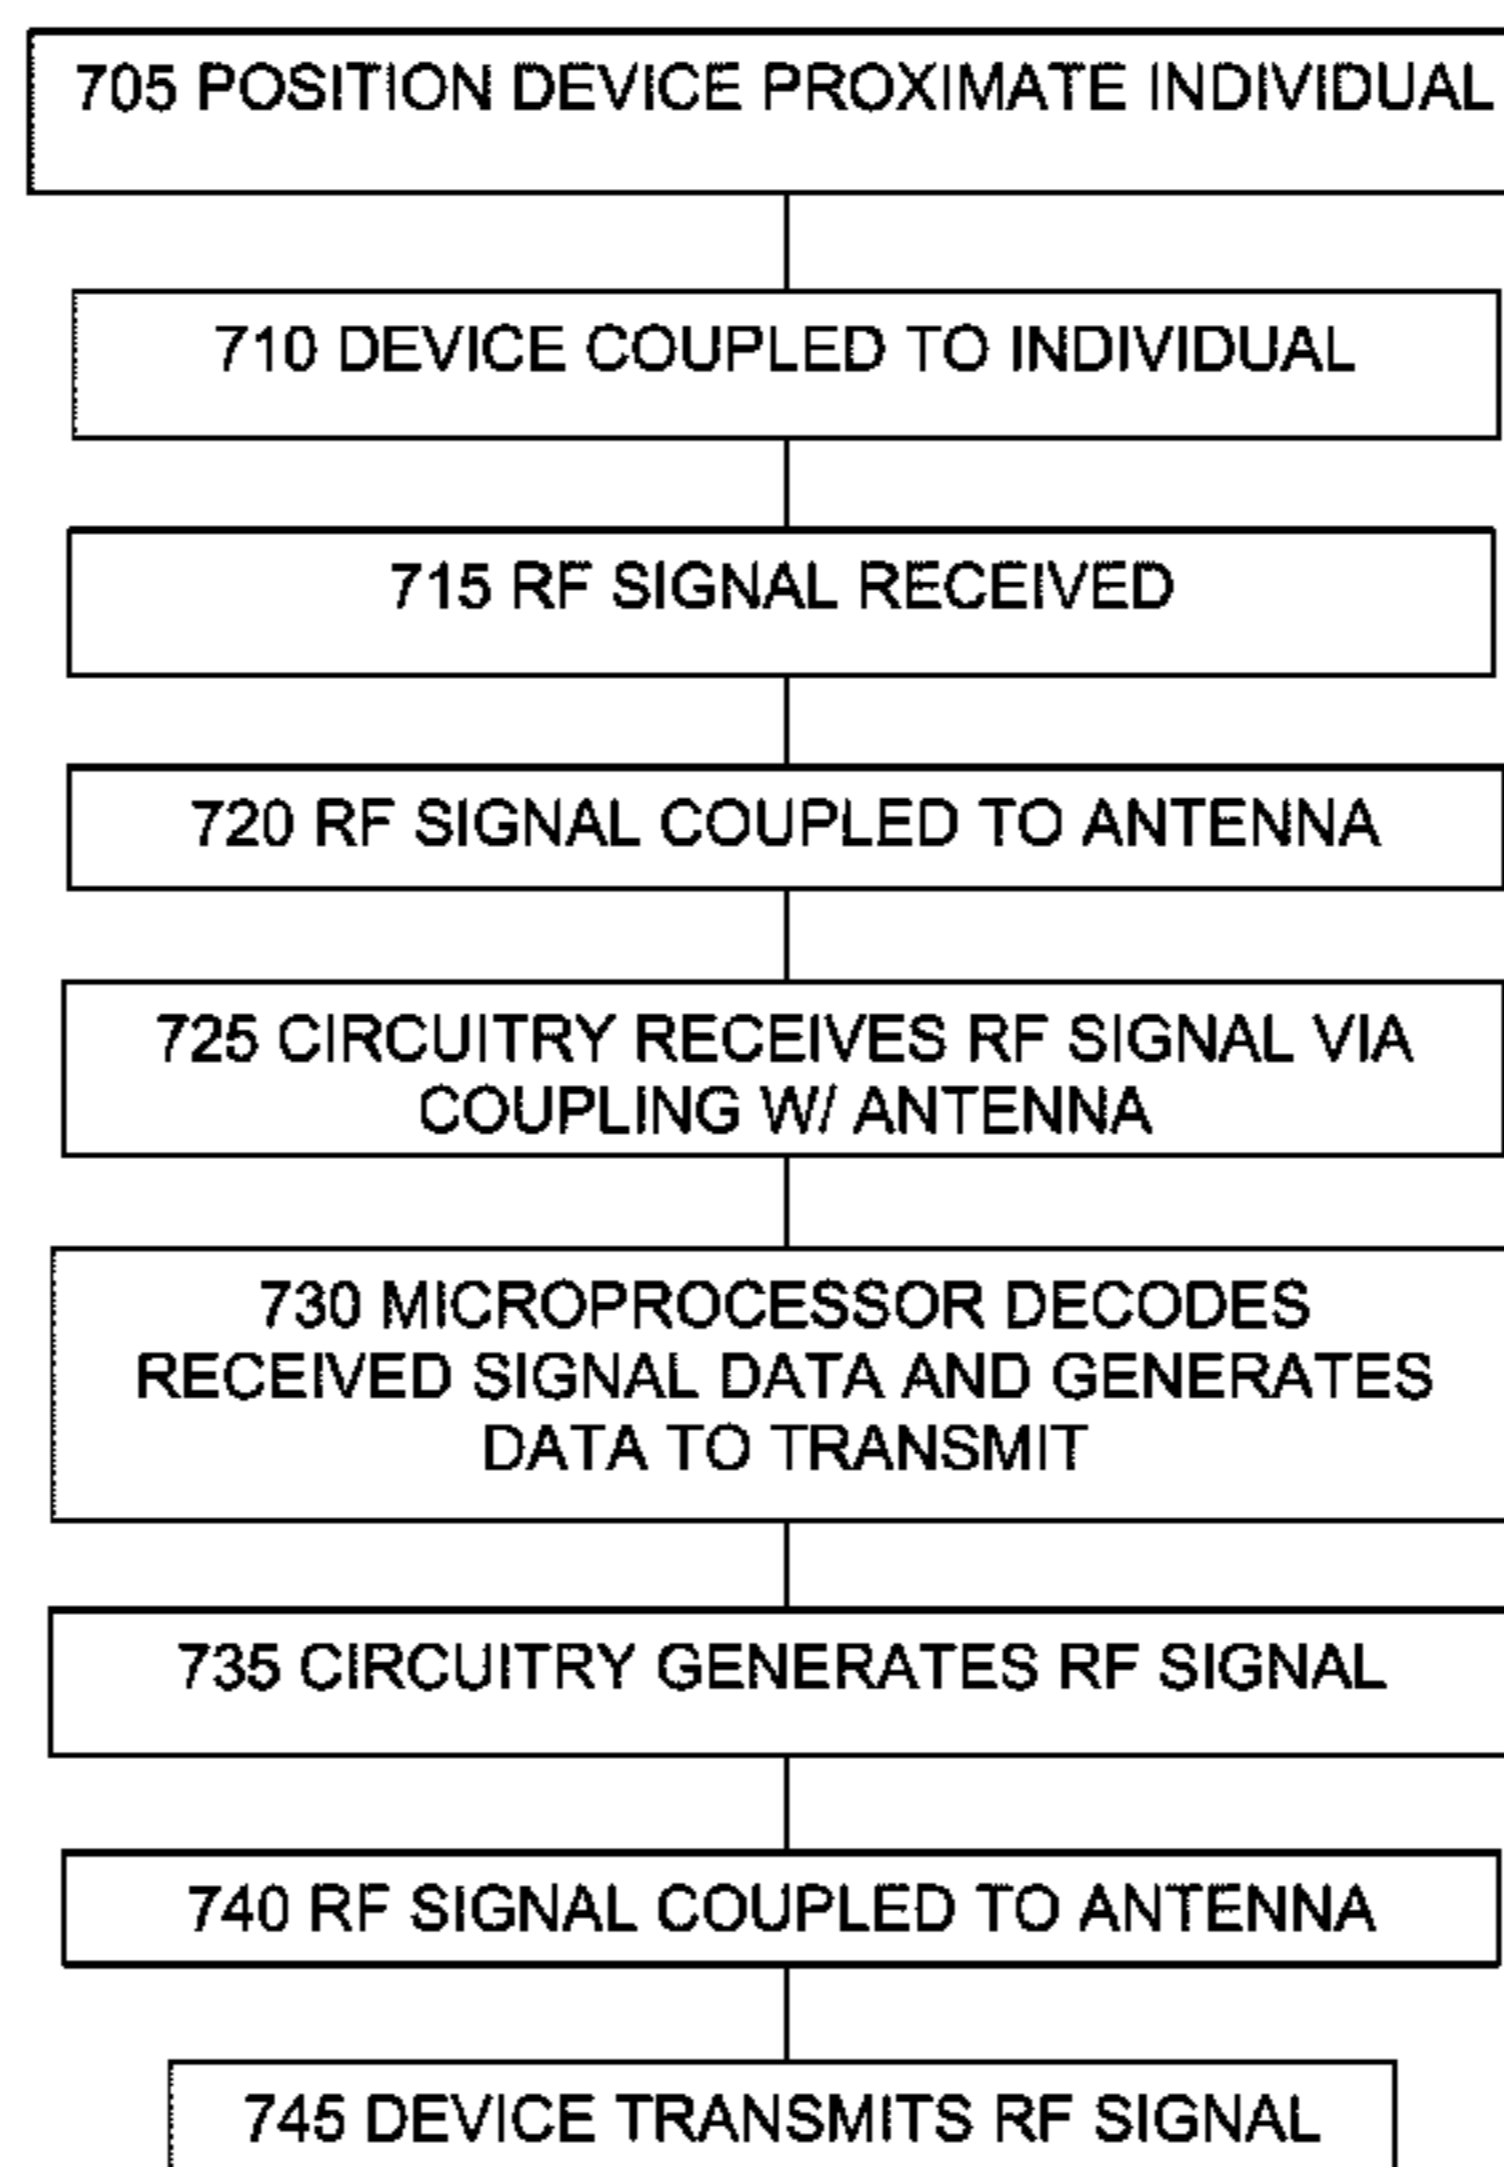 705 POSITION DEVICE PROXIMATE INDIVIDUAL
710 DEVICE COUPLED TO INDIVIDUAL
715 RF SIGNAL RECEIVED
720 RF SIGNAL COUPLED TO ANTENNA
725 CIRCUITRY RECEIVES RF SIGNAL VIA
COUPLING W/ ANTENNA
730 MICROPROCESSOR DECODES
RECEIVED SIGNAL DATA AND GENERATES
DATA TO TRANSMIT
735 CIRCUITRY GENERATES RF SIGNAL
740 RF SIGNAL COUPLED TO ANTENNA
745 DEVICE TRANSMITS RF SIGNAL